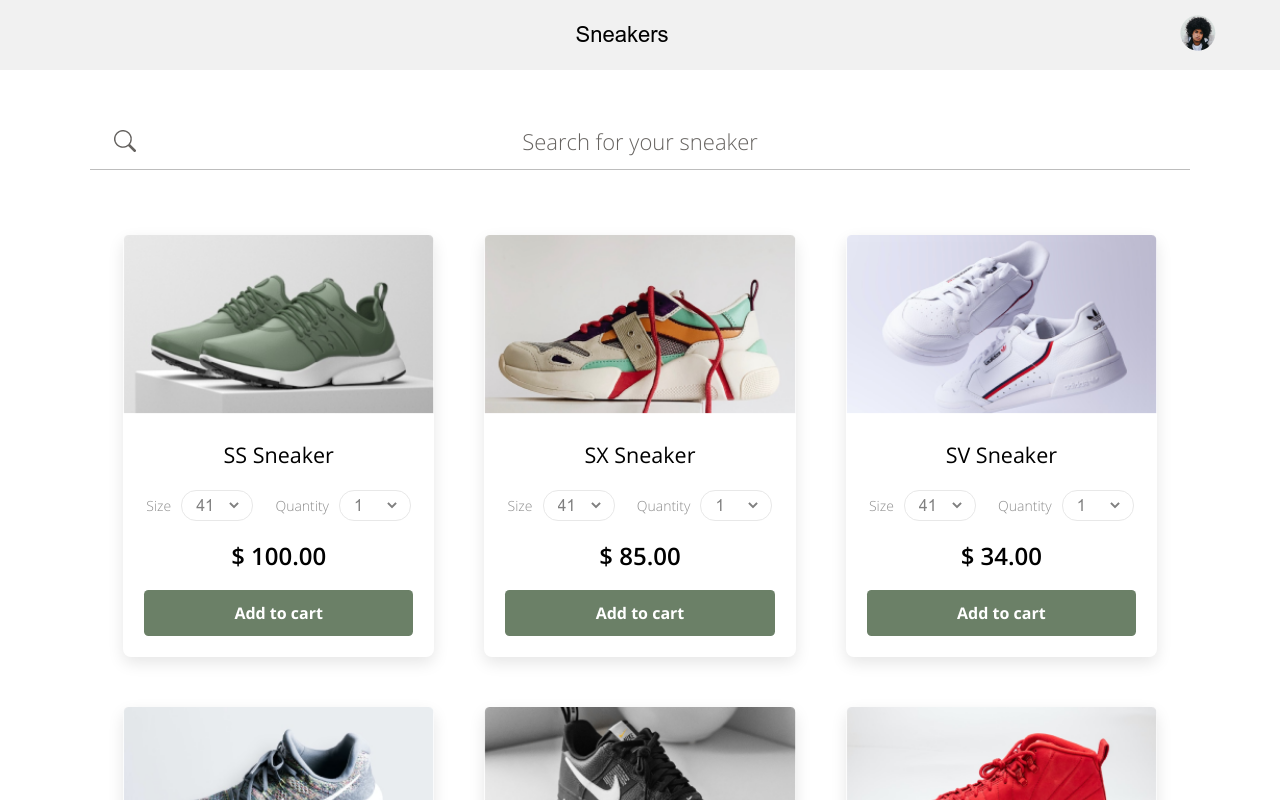 Sneakers
Search for your sneaker
SS Sneaker
Size 41 Quantity 1
$ 100.00
Add to cart
SX Sneaker
Size 41 Quantity 1
$ 85.00
Add to cart
adidas
SV Sneaker
Size 41 Quantity 1
$ 34.00
Add to cart